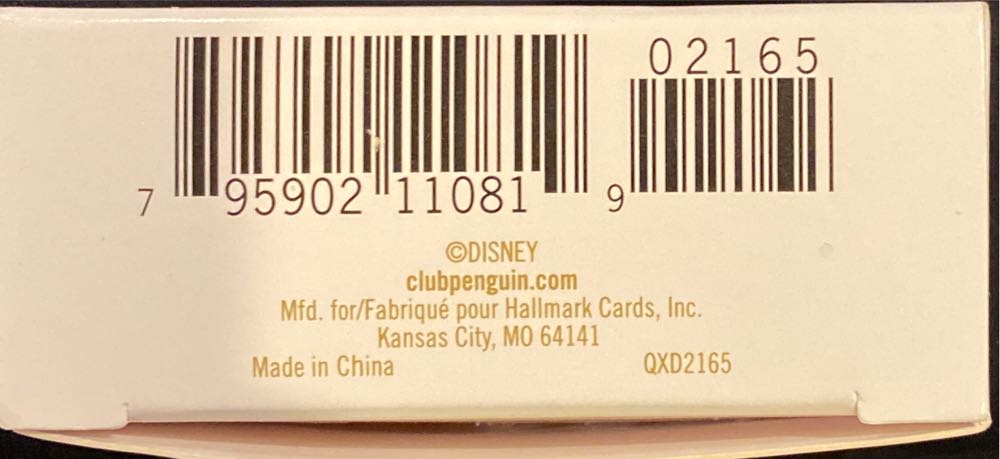 02165
7 95902 11081 9
©DISNEY
clubpenguin.com
Mfd. for/Fabriqué pour Hallmark Cards, Inc.
Kansas City, MO 64141
Made in China QXD2165